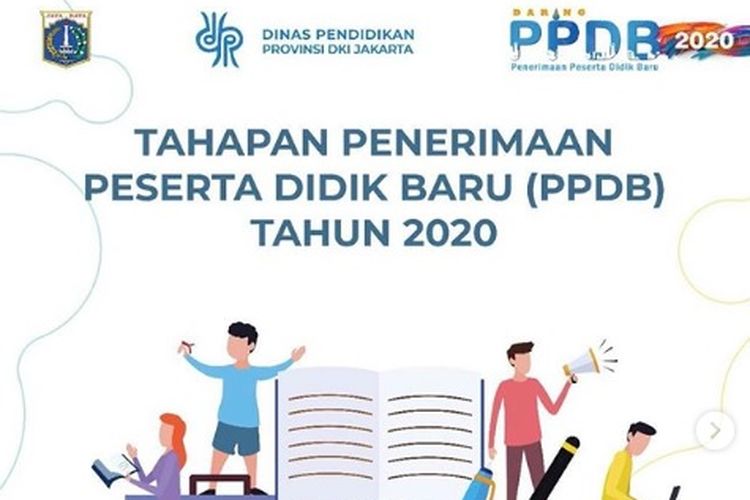 JAYA RAYA
DINAS PENDIDIKAN
PROVINSI DKI JAKARTA
DARING
PPDB 2020
Penerimaan Peserta Didik Baru
TAHAPAN PENERIMAAN
PESERTA DIDIK BARU (PPDB)
TAHUN 2020